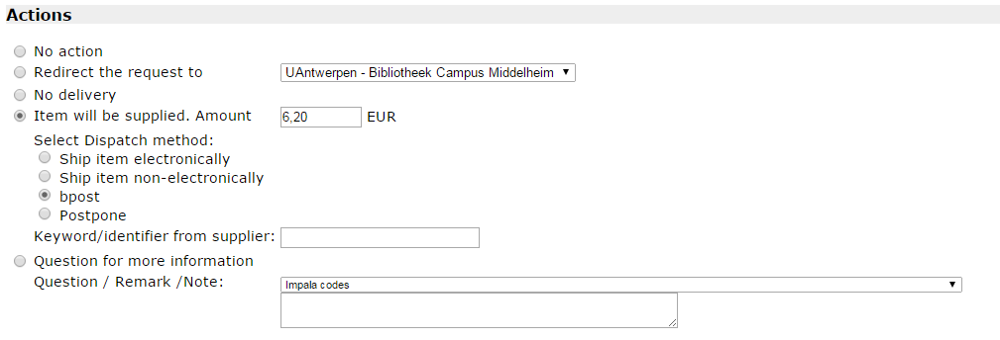 Actions
No action
Redirect the request to UAntwerpen - Bibliotheek Campus Middelheim
No delivery
Item will be supplied. Amount 6,20 EUR
Select Dispatch method:
Ship item electronically
Ship item non-electronically
bpost
Postpone
Keyword/identifier from supplier:
Question for more information
Question / Remark /Note: Impala codes